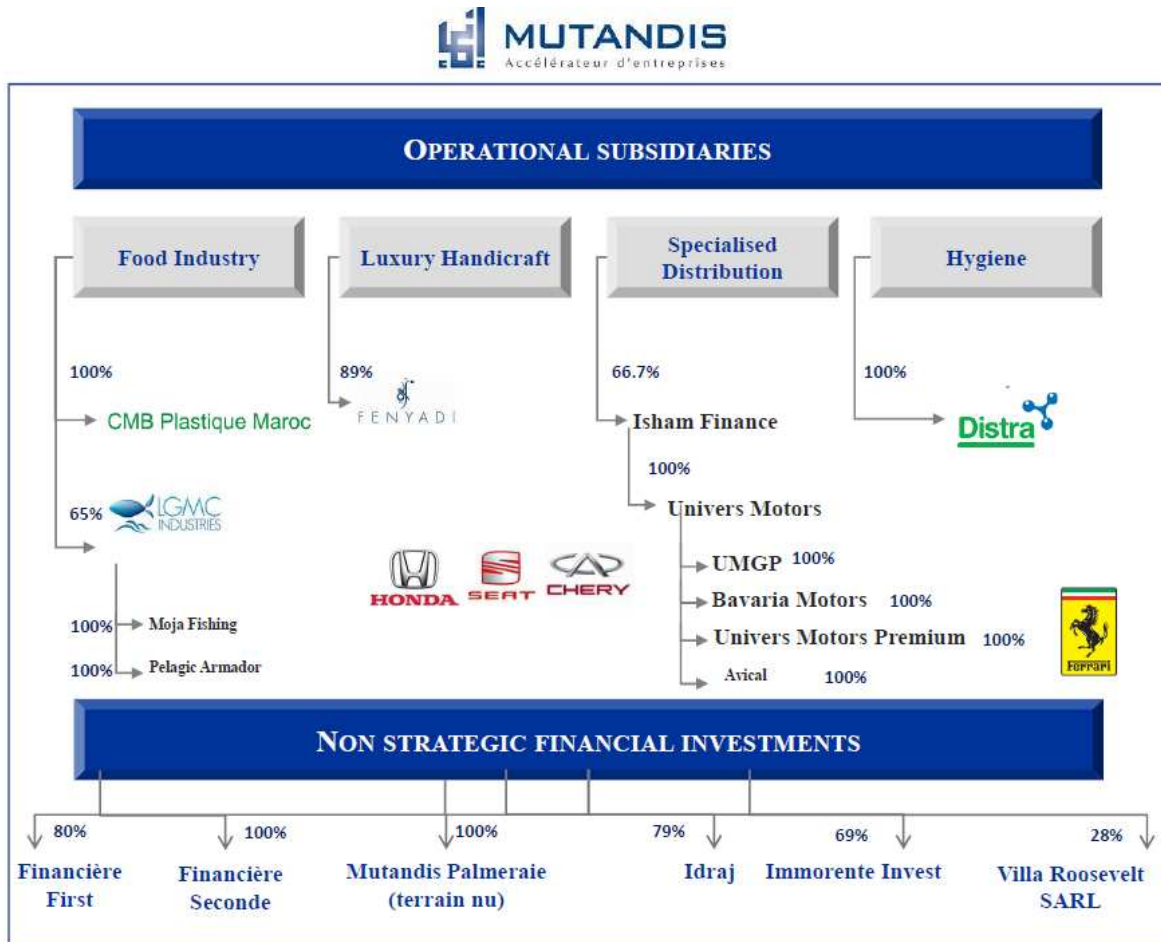 MUTANDIS
Accélérateur d'entreprises
OPERATIONAL SUBSIDIARIES
Food Industry
Luxury Handicraft
Specialised
Distribution
Hygiene
100%
CMB Plastique Maroc
65%
LGMC
INDUSTRIES
100%
Moja Fishing
100%
Pelagic Armador
89%
FENYADI
HONDA
SEAT
CHERY
66.7%
Isham Finance
100%
Univers Motors
UMGP 100%
Bavaria Motors 100%
Univers Motors Premium 100%
Avical 100%
100%
Distra
Ferrari
NON STRATEGIC FINANCIAL INVESTMENTS
80%
Financière
First
100%
Financière
Seconde
100%
Mutandis Palmeraie
(terrain nu)
79%
Idraj
69%
Immorente Invest
28%
Villa Roosevelt
SARL